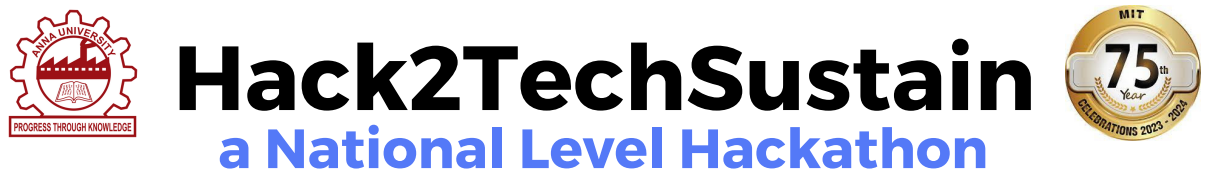 ANNA UNIVERSITY
PROGRESS THROUGH KNOWLEDGE
Hack2TechSustain
a National Level Hackathon
MIT
75th
Year
CELEBRATIONS 2023 - 2024